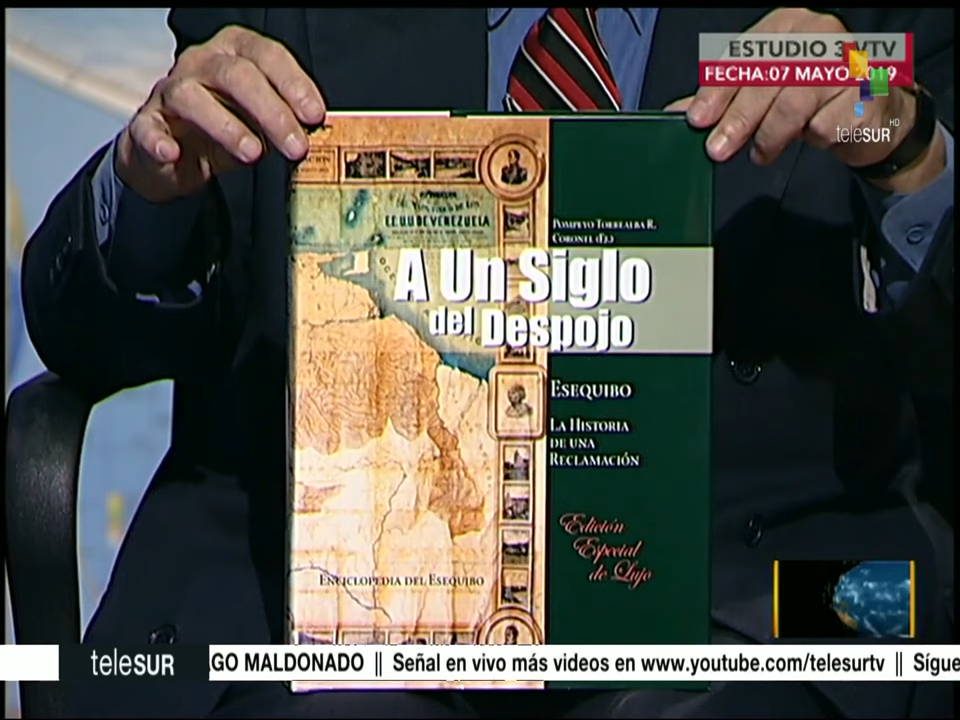 ESTUDIO 3 VTV
FECHA:07 MAYO 2019
teleSUR HD
EE.UU DE VENEZUELA
POMPEYO TORREALBA R.
CORONEL (EJ.)
A Un Siglo
del Despojo
ESEQUIBO
LA HISTORIA
DE UNA
RECLAMACIÓN
Edición
Especial
de Lujo
ENCICLOPEDIA DEL ESEQUIBO
teleSUR
GO MALDONADO || Señal en vivo más videos en www.youtube.com/telesurtv || Sígue